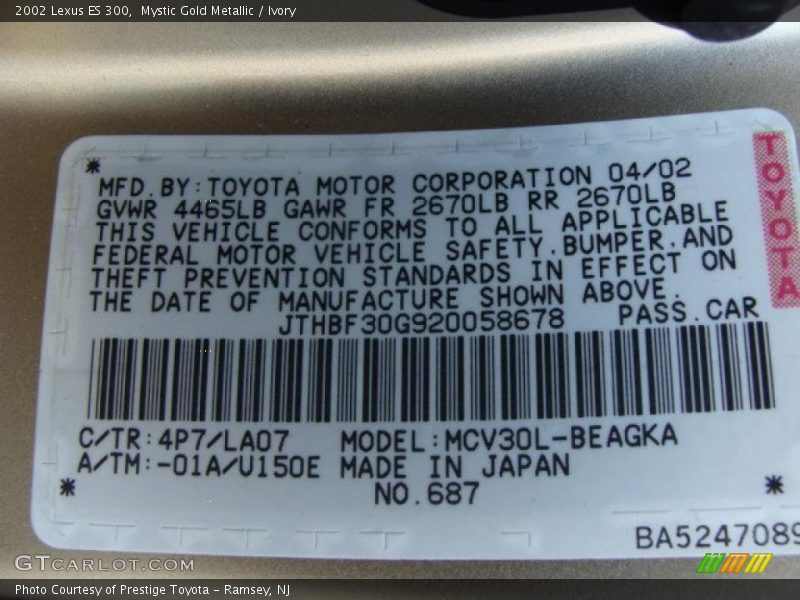 2002 Lexus ES 300, Mystic Gold Metallic / Ivory
MFD.BY:TOYOTA MOTOR CORPORATION 04/02
GVWR 4465LB GAWR FR 2670LB RR 2670LB
THIS VEHICLE CONFORMS TO ALL APPLICABLE
FEDERAL MOTOR VEHICLE SAFETY,BUMPER,AND
THEFT PREVENTION STANDARDS IN EFFECT ON
THE DATE OF MANUFACTURE SHOWN ABOVE.
JTHBF30G920058678 PASS.CAR
TOYOTA
C/TR:4P7/LA07 MODEL:MCV30L-BEAGKA
A/TM:-01A/U150E MADE IN JAPAN
NO.687
BA5247089
GTCARLOT.COM
Photo Courtesy of Prestige Toyota - Ramsey, NJ